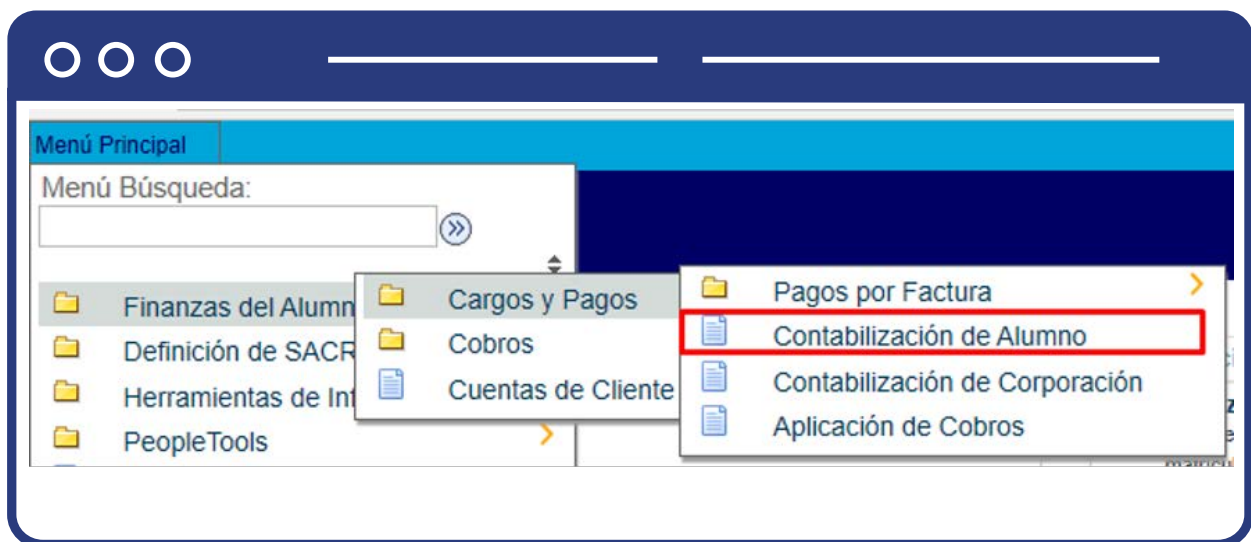 Menú Principal
Menú Búsqueda:
Finanzas del Alumn
Definición de SACR
Herramientas de Int
PeopleTools
Cargos y Pagos
Cobros
Cuentas de Cliente
Pagos por Factura
Contabilización de Alumno
Contabilización de Corporación
Aplicación de Cobros